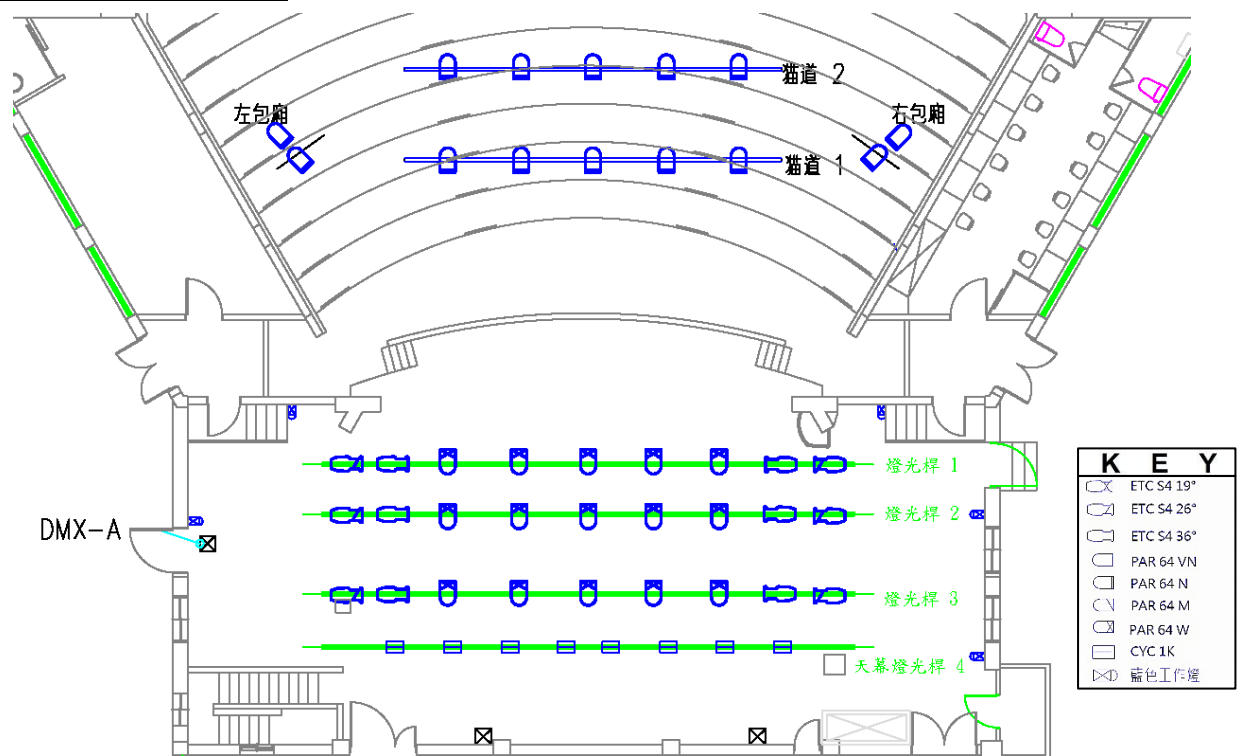 猫道 2
左包廂
右包廂
猫道 1
燈光桿 1
燈光桿 2
DMX-A
燈光桿 3
天幕燈光桿 4
K E Y
ETC S4 19°
ETC S4 26°
ETC S4 36°
PAR 64 VN
PAR 64 N
PAR 64 M
PAR 64 W
CYC 1K
藍色工作燈